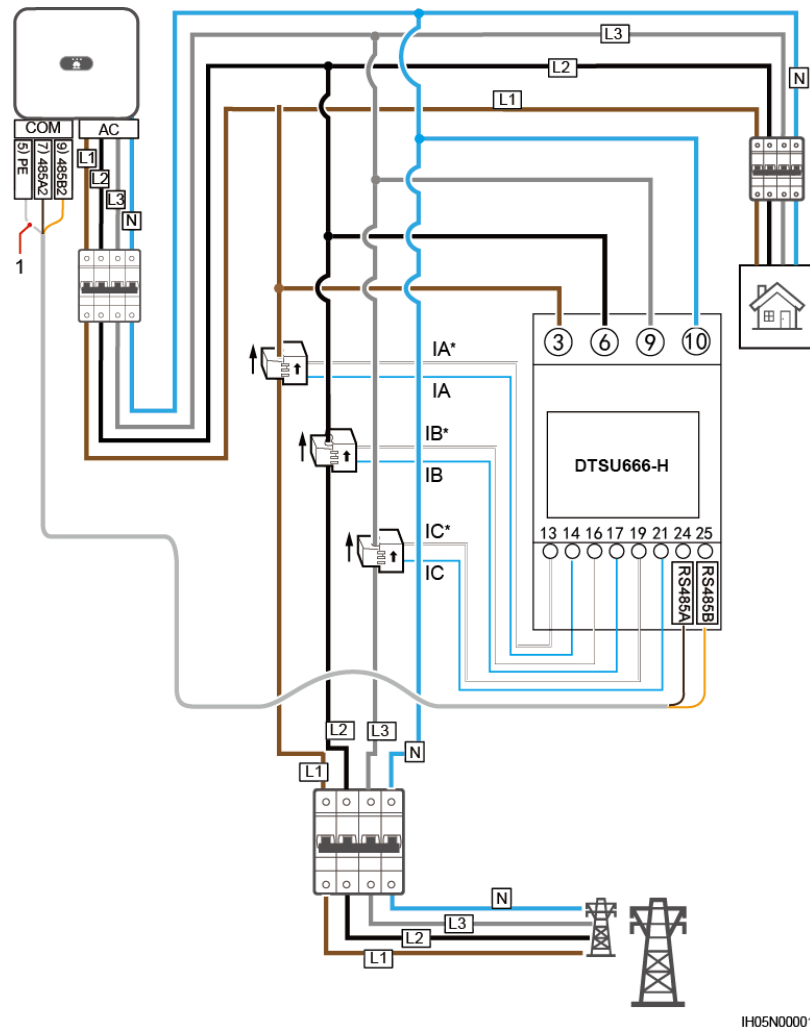 L3
L2
N
L1
COM
AC
5) PE
7) 485A2
9) 485B2
L1
L2
L3
N
1
3
6
9
10
IA*
IA
IB*
IB
IC*
IC
DTSU666-H
13 14 16 17 19 21 24 25
RS485A
RS485B
L2
L3
N
L1
N
L3
L2
L1
IH05N00001